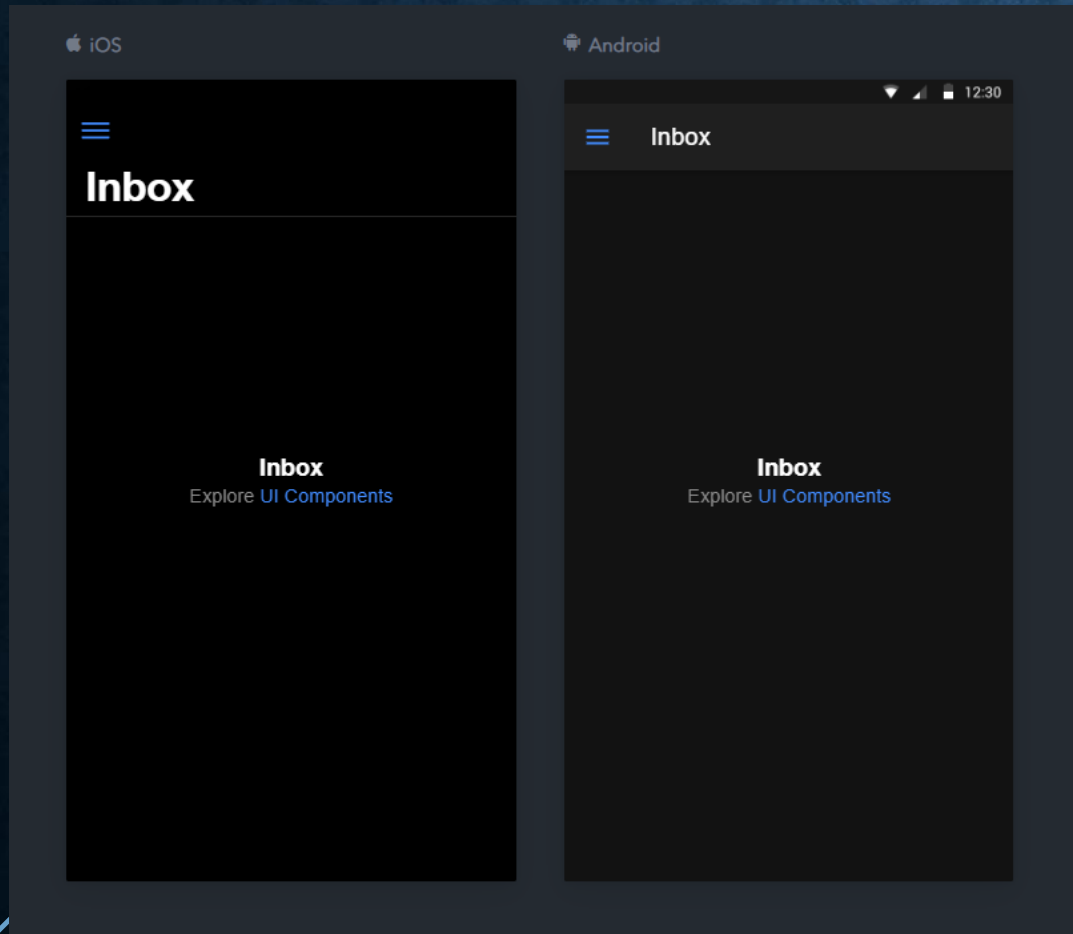 iOS
Inbox
Inbox
Explore UI Components
Android
12:30
Inbox
Inbox
Explore UI Components